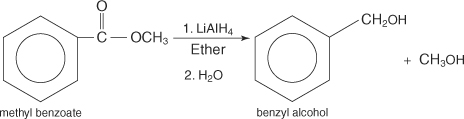 O
C — OCH₃
1. LiAlH₄
Ether
2. H₂O
CH₂OH
+ CH₃OH
methyl benzoate
benzyl alcohol